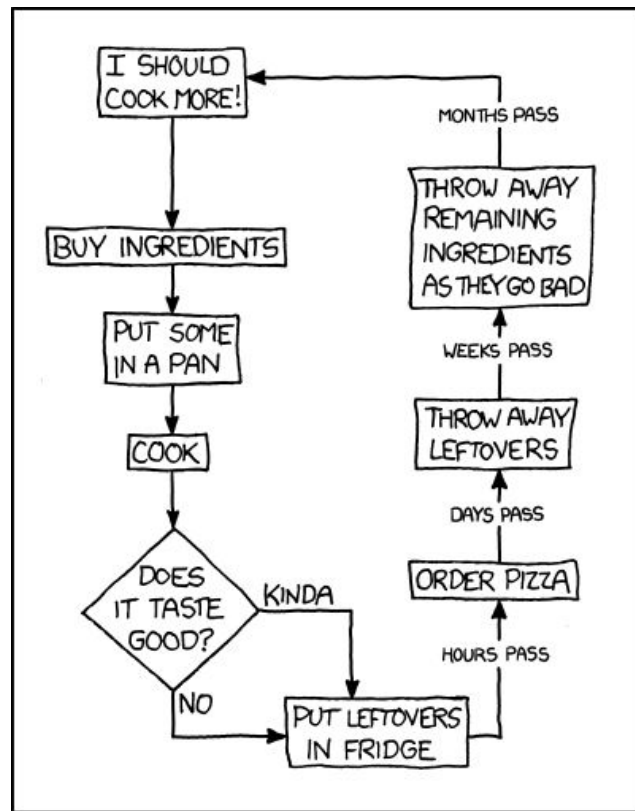 I SHOULD
COOK MORE!
BUY INGREDIENTS
PUT SOME
IN A PAN
COOK
DOES
IT TASTE
GOOD?
KINDA
NO
PUT LEFTOVERS
IN FRIDGE
HOURS PASS
ORDER PIZZA
DAYS PASS
THROW AWAY
LEFTOVERS
WEEKS PASS
THROW AWAY
REMAINING
INGREDIENTS
AS THEY GO BAD
MONTHS PASS